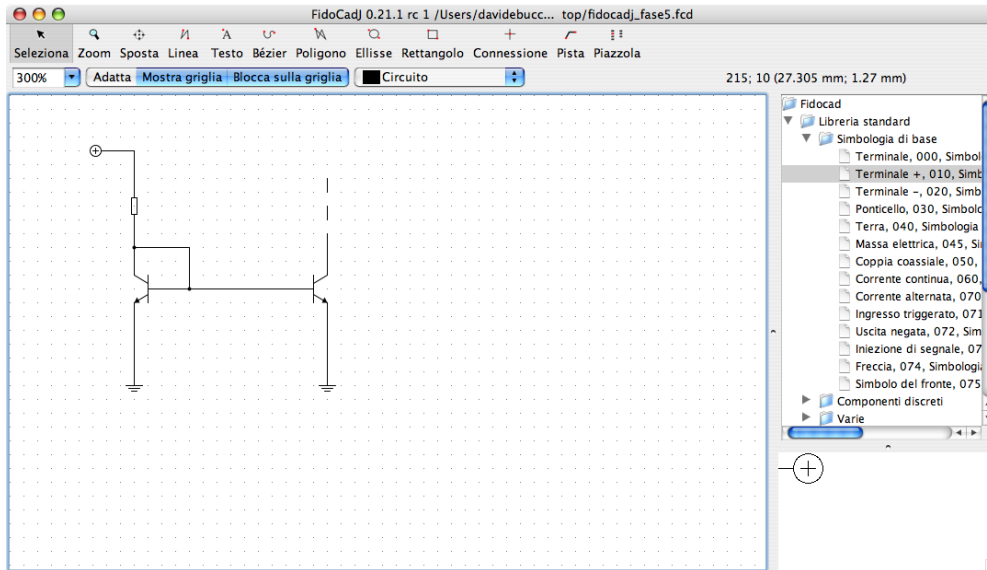 FidoCadJ 0.21.1 rc 1 /Users/davidebucc... top/fidocadj_fase5.fcd
Seleziona Zoom Sposta Linea Testo Bézier Poligono Ellisse Rettangolo Connessione Pista Piazzola
300% Adatta Mostra griglia Blocca sulla griglia Circuito 215; 10 (27.305 mm; 1.27 mm)
Fidocad
Libreria standard
Simbologia di base
Terminale, 000, Simbol
Terminale +, 010, Simb
Terminale -, 020, Simb
Ponticello, 030, Simbolo
Terra, 040, Simbologia
Massa elettrica, 045, Si
Coppia coassiale, 050,
Corrente continua, 060,
Corrente alternata, 070
Ingresso triggerato, 071
Uscita negata, 072, Sim
Iniezione di segnale, 07
Freccia, 074, Simbologia
Simbolo del fronte, 075
Componenti discreti
Varie